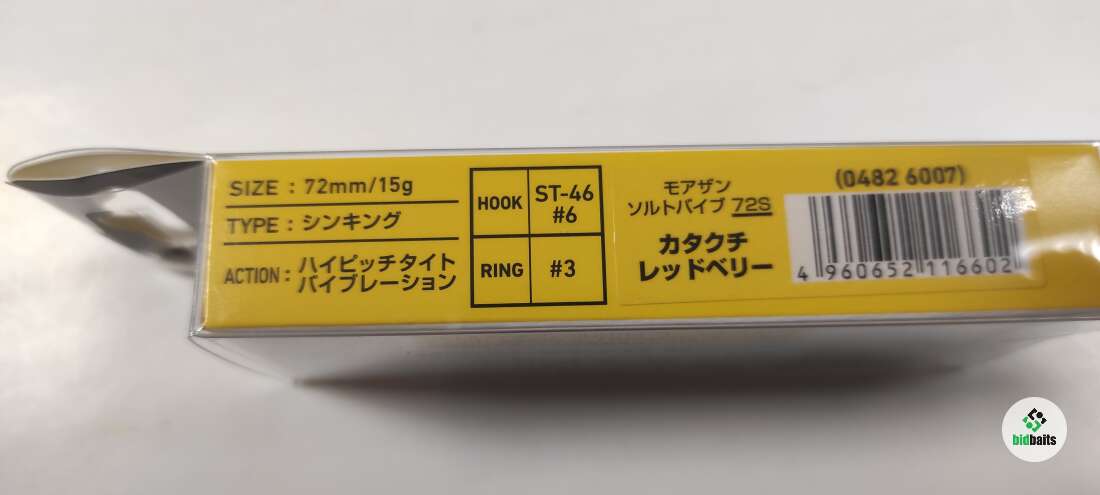 SIZE : 72mm/15g
TYPE : シンキング
ACTION : ハイピッチタイト
バイブレーション
HOOK
ST-46
#6
RING
#3
モアザン
ソルトバイブ 72S
カタクチ
レッドベリー
(0482 6007)
4 960652 116602
bidbaits